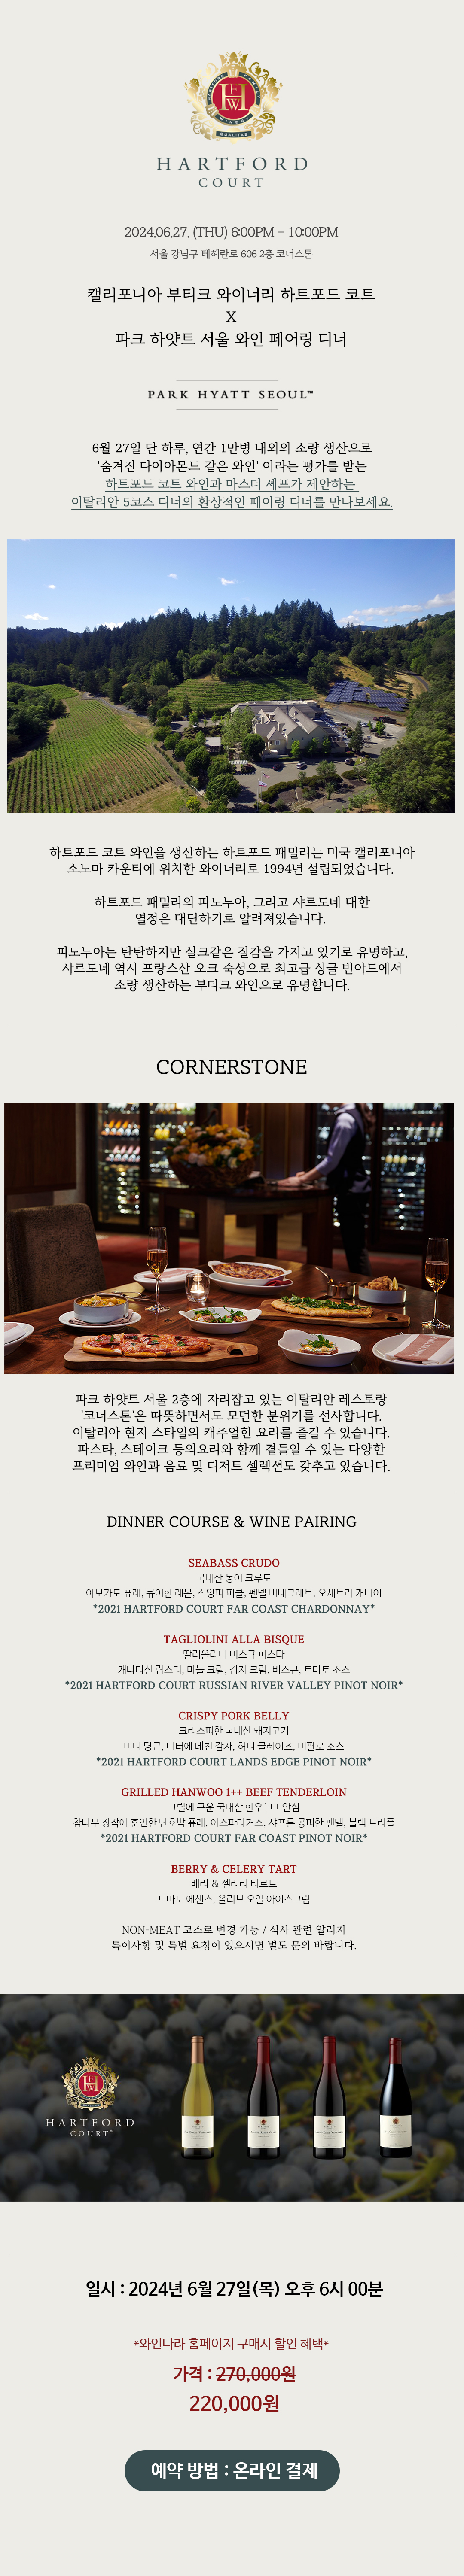 HARTFORD FAMILY
HFW
WINERY
QUALITAS
HARTFORD
COURT
2024.06.27. (THU) 6:00PM - 10:00PM
서울 강남구 테헤란로 606 2층 코너스톤
캘리포니아 부티크 와이너리 하트포드 코트
X
파크 하얏트 서울 와인 페어링 디너
PARK HYATT SEOUL™
6월 27일 단 하루, 연간 1만병 내외의 소량 생산으로
'숨겨진 다이아몬드 같은 와인' 이라는 평가를 받는
하트포드 코트 와인과 마스터 셰프가 제안하는
이탈리안 5코스 디너의 환상적인 페어링 디너를 만나보세요.
하트포드 코트 와인을 생산하는 하트포드 패밀리는 미국 캘리포니아
소노마 카운티에 위치한 와이너리로 1994년 설립되었습니다.
하트포드 패밀리의 피노누아, 그리고 샤르도네 대한
열정은 대단하기로 알려져있습니다.
피노누아는 탄탄하지만 실크같은 질감을 가지고 있기로 유명하고,
샤르도네 역시 프랑스산 오크 숙성으로 최고급 싱글 빈야드에서
소량 생산하는 부티크 와인으로 유명합니다.
CORNERSTONE
파크 하얏트 서울 2층에 자리잡고 있는 이탈리안 레스토랑
'코너스톤'은 따뜻하면서도 모던한 분위기를 선사합니다.
이탈리아 현지 스타일의 캐주얼한 요리를 즐길 수 있습니다.
파스타, 스테이크 등의요리와 함께 곁들일 수 있는 다양한
프리미엄 와인과 음료 및 디저트 셀렉션도 갖추고 있습니다.
DINNER COURSE & WINE PAIRING
SEABASS CRUDO
국내산 농어 크루도
아보카도 퓨레, 큐어한 레몬, 적양파 피클, 펜넬 비네그레트, 오세트라 캐비어
*2021 HARTFORD COURT FAR COAST CHARDONNAY*
TAGLIOLINI ALLA BISQUE
딸리올리니 비스큐 파스타
캐나다산 랍스터, 마늘 크림, 감자 크림, 비스큐, 토마토 소스
*2021 HARTFORD COURT RUSSIAN RIVER VALLEY PINOT NOIR*
CRISPY PORK BELLY
크리스피한 국내산 돼지고기
미니 당근, 버터에 데친 감자, 허니 글레이즈, 버팔로 소스
*2021 HARTFORD COURT LANDS EDGE PINOT NOIR*
GRILLED HANWOO 1++ BEEF TENDERLOIN
그릴에 구운 국내산 한우1++ 안심
참나무 장작에 훈연한 단호박 퓨레, 아스파라거스, 샤프론 콩피한 펜넬, 블랙 트러플
*2021 HARTFORD COURT FAR COAST PINOT NOIR*
BERRY & CELERY TART
베리 & 셀러리 타르트
토마토 에센스, 올리브 오일 아이스크림
NON-MEAT 코스로 변경 가능 / 식사 관련 알러지
특이사항 및 특별 요청이 있으시면 별도 문의 바랍니다.
HARTFORD
COURT®
일시 : 2024년 6월 27일(목) 오후 6시 00분
*와인나라 홈페이지 구매시 할인 혜택*
가격 : 270,000원
220,000원
예약 방법 : 온라인 결제